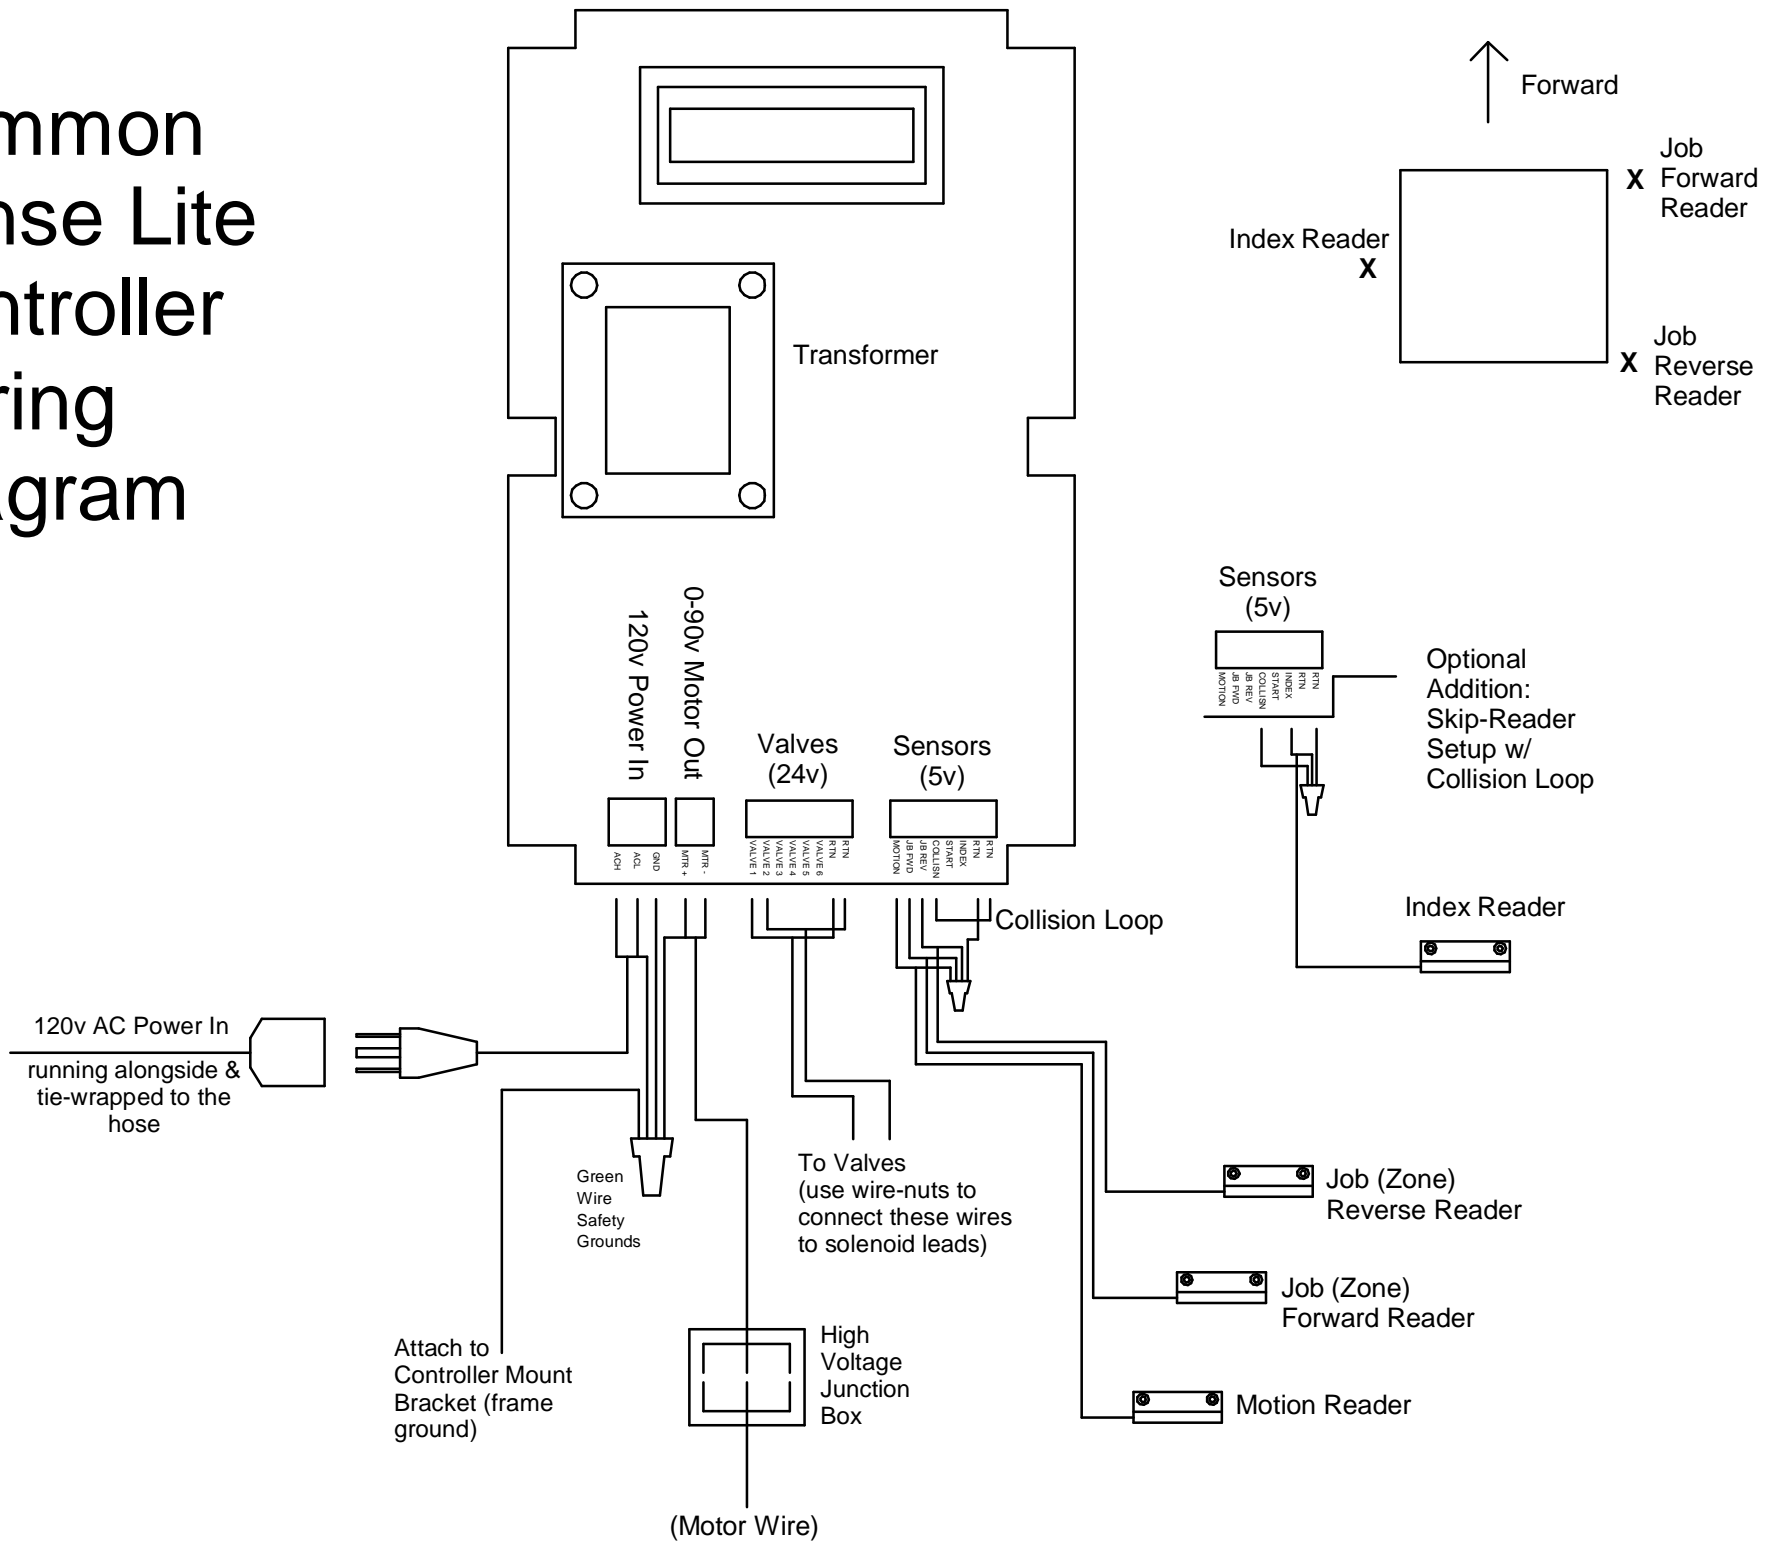 mmon
nse Lite
ntroller
ring
agram
Forward
Job
Forward
Reader
X
Index Reader
X
Job
Reverse
Reader
X
Transformer
120v Power In
0-90v Motor Out
Valves
(24v)
Sensors
(5v)
ACH
ACL
GND
MTR +
MTR -
VALVE 1
VALVE 2
VALVE 3
VALVE 4
VALVE 5
VALVE 6
RTN
RTN
MOTION
JB FWD
JB REV
COLLISN
START
INDEX
RTN
RTN
Collision Loop
Sensors
(5v)
MOTION
JB FWD
JB REV
COLLISN
START
INDEX
RTN
RTN
Optional
Addition:
Skip-Reader
Setup w/
Collision Loop
Index Reader
120v AC Power In
running alongside &
tie-wrapped to the
hose
Green
Wire
Safety
Grounds
To Valves
(use wire-nuts to
connect these wires
to solenoid leads)
Job (Zone)
Reverse Reader
Job (Zone)
Forward Reader
Motion Reader
Attach to
Controller Mount
Bracket (frame
ground)
High
Voltage
Junction
Box
(Motor Wire)